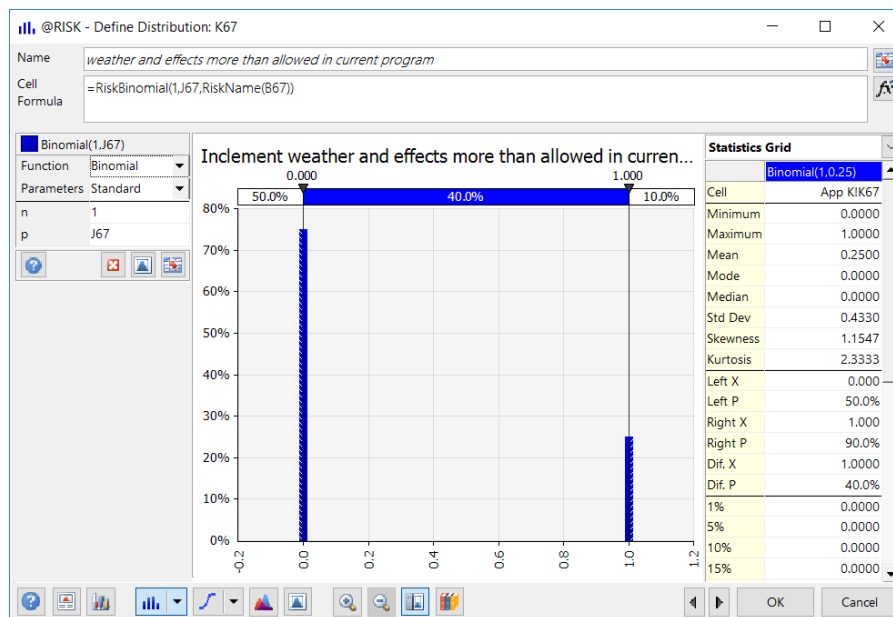 @RISK - Define Distribution: K67
Name weather and effects more than allowed in current program
Cell Formula =RiskBinomial(1,J67,RiskName(B67))
fx
Binomial(1,J67)
Function Binomial
Parameters Standard
n 1
p J67
Inclement weather and effects more than allowed in curren...
0.000 1.000
50.0% 40.0% 10.0%
80%
70%
60%
50%
40%
30%
20%
10%
0%
-0.2 0.0 0.2 0.4 0.6 0.8 1.0 1.2
Statistics Grid
Binomial(1,0.25)
Cell App K!K67
Minimum 0.0000
Maximum 1.0000
Mean 0.2500
Mode 0.0000
Median 0.0000
Std Dev 0.4330
Skewness 1.1547
Kurtosis 2.3333
Left X 0.000
Left P 50.0%
Right X 1.000
Right P 90.0%
Dif. X 1.0000
Dif. P 40.0%
1% 0.0000
5% 0.0000
10% 0.0000
15% 0.0000
OK Cancel